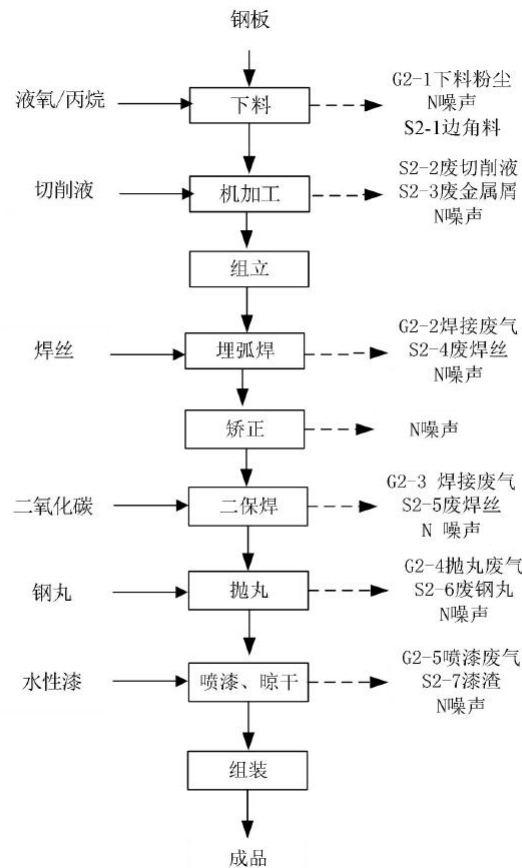 钢板
液氧/丙烷
下料
G2-1下料粉尘
N噪声
S2-1边角料
切削液
机加工
S2-2废切削液
S2-3废金属屑
N噪声
组立
焊丝
埋弧焊
G2-2焊接废气
S2-4废焊丝
N噪声
矫正
N噪声
二氧化碳
二保焊
G2-3 焊接废气
S2-5废焊丝
N 噪声
钢丸
抛丸
G2-4抛丸废气
S2-6废钢丸
N噪声
水性漆
喷漆、晾干
G2-5喷漆废气
S2-7漆渣
N噪声
组装
成品